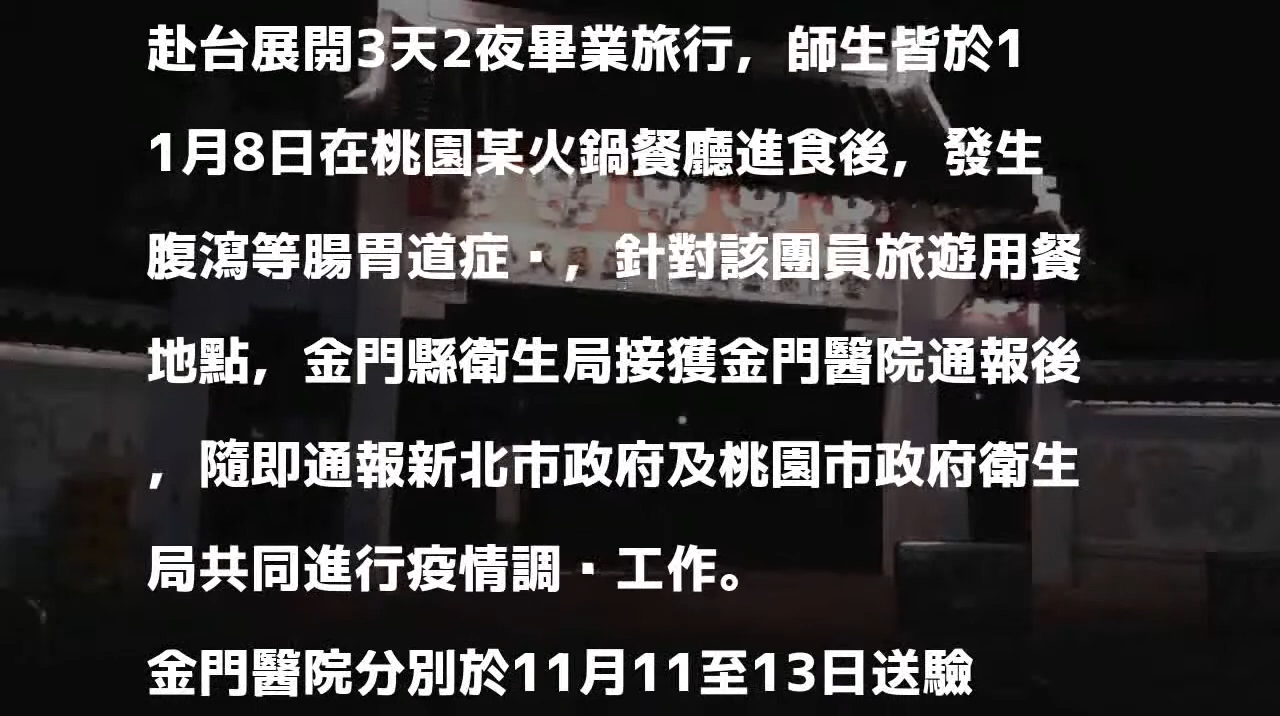 赴台展開3天2夜畢業旅行，師生皆於1
1月8日在桃園某火鍋餐廳進食後，發生
腹瀉等腸胃道症·，針對該團員旅遊用餐
地點，金門縣衛生局接獲金門醫院通報後
，隨即通報新北市政府及桃園市政府衛生
局共同進行疫情調·工作。
金門醫院分別於11月11至13日送驗